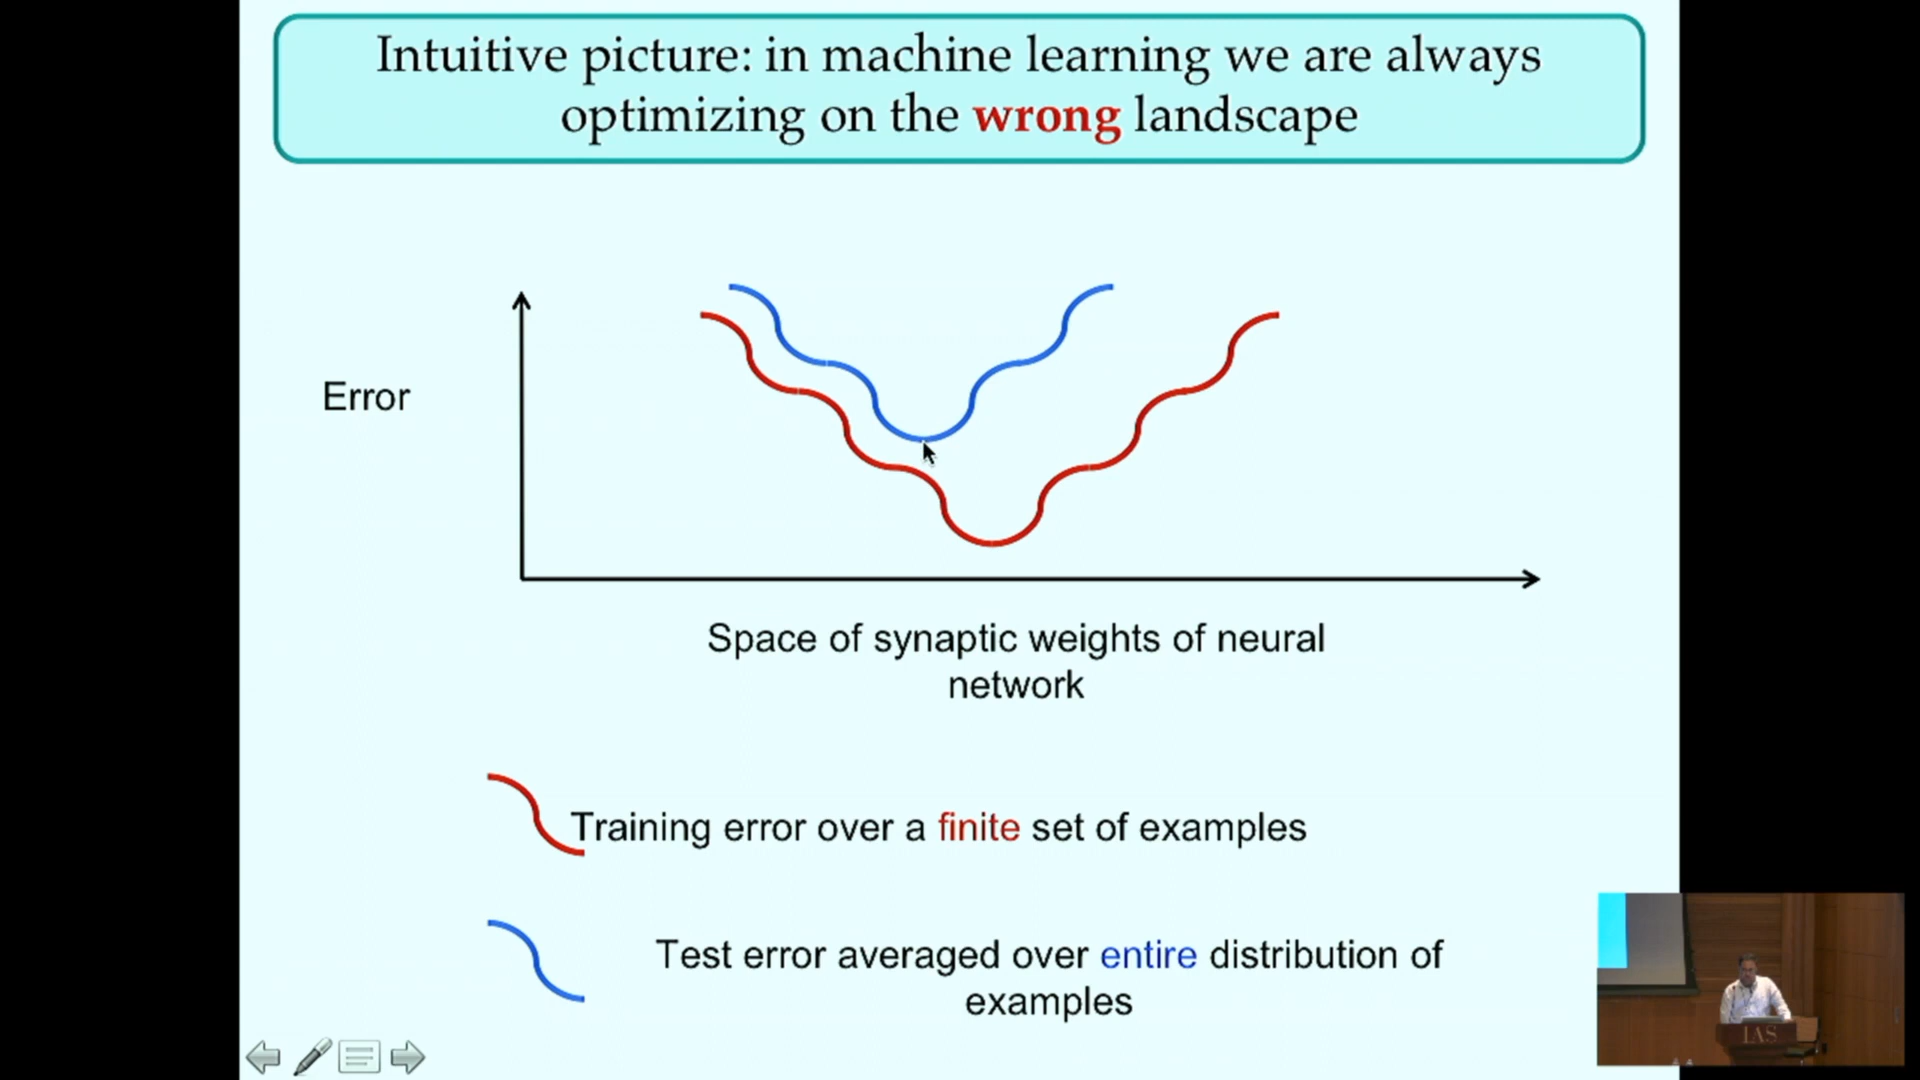 Intuitive picture: in machine learning we are always
optimizing on the wrong landscape
Error
Space of synaptic weights of neural
network
Training error over a finite set of examples
Test error averaged over entire distribution of
examples
IAS